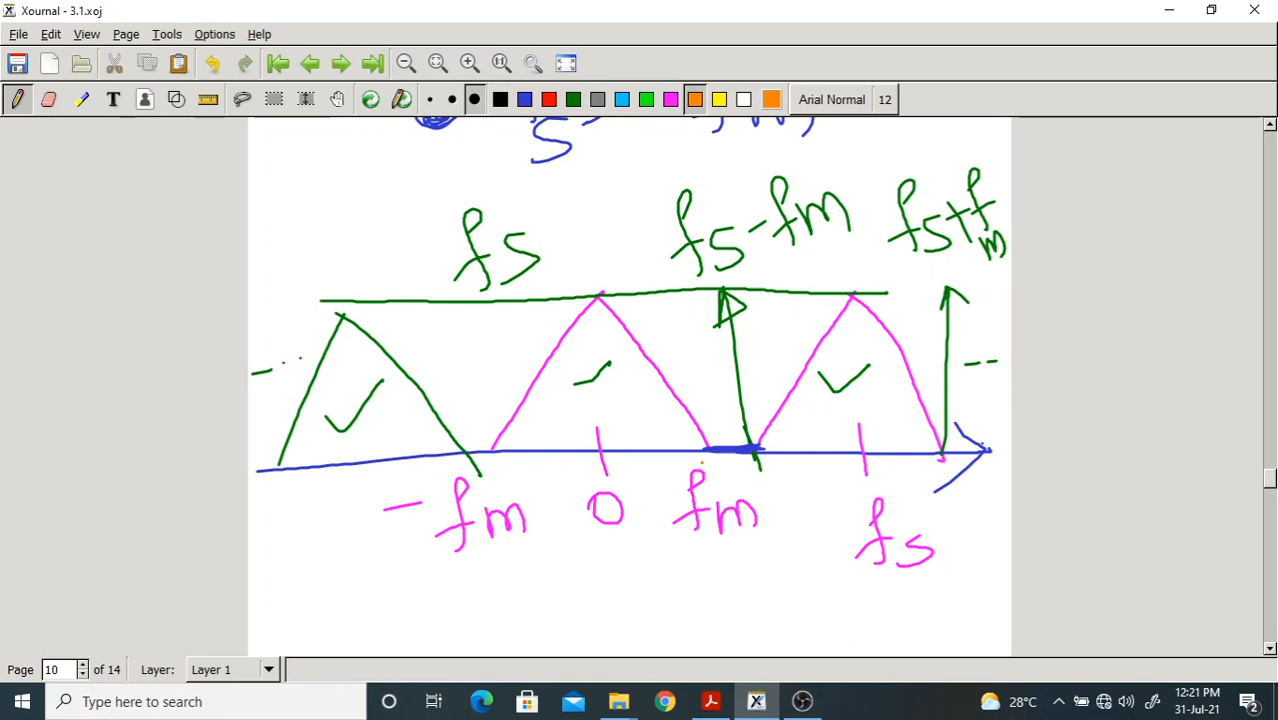 Xournal - 3.1.xoj
File Edit View Page Tools Options Help
Arial Normal 12
fs fs-fm fs+fm
-fm 0 fm fs
Page 10 of 14 Layer: Layer 1
Type here to search
28°C
12:21 PM
31-Jul-21
2